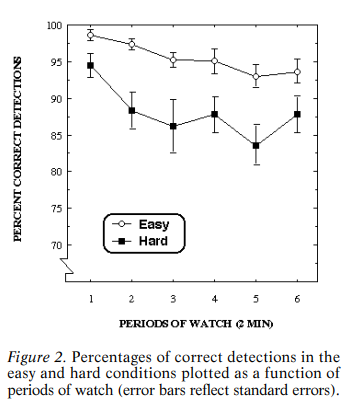 100
95
90
85
80
75
70
PERCENT CORRECT DETECTIONS
Easy
Hard
1 2 3 4 5 6
PERIODS OF WATCH (2 MIN)
Figure 2. Percentages of correct detections in the
easy and hard conditions plotted as a function of
periods of watch (error bars reflect standard errors).